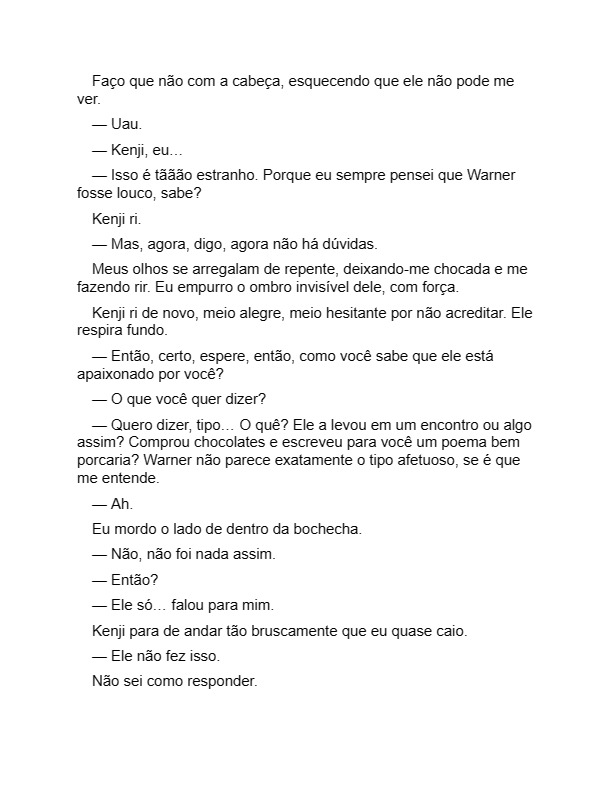 Faço que não com a cabeça, esquecendo que ele não pode me
ver.
— Uau.
— Kenji, eu…
— Isso é tããão estranho. Porque eu sempre pensei que Warner
fosse louco, sabe?
Kenji ri.
— Mas, agora, digo, agora não há dúvidas.
Meus olhos se arregalam de repente, deixando-me chocada e me
fazendo rir. Eu empurro o ombro invisível dele, com força.
Kenji ri de novo, meio alegre, meio hesitante por não acreditar. Ele
respira fundo.
— Então, certo, espere, então, como você sabe que ele está
apaixonado por você?
— O que você quer dizer?
— Quero dizer, tipo… O quê? Ele a levou em um encontro ou algo
assim? Comprou chocolates e escreveu para você um poema bem
porcaria? Warner não parece exatamente o tipo afetuoso, se é que
me entende.
— Ah.
Eu mordo o lado de dentro da bochecha.
— Não, não foi nada assim.
— Então?
— Ele só… falou para mim.
Kenji para de andar tão bruscamente que eu quase caio.
— Ele não fez isso.
Não sei como responder.